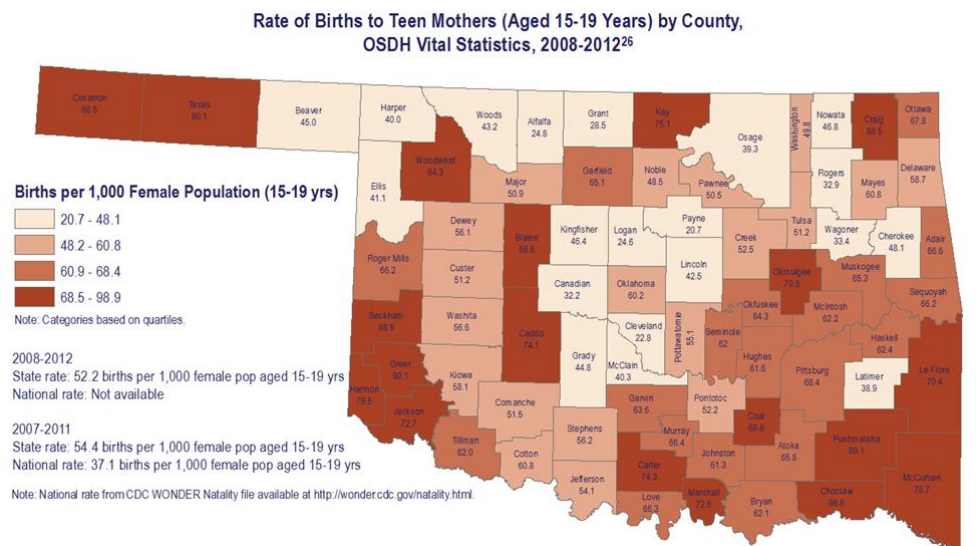 Rate of Births to Teen Mothers (Aged 15-19 Years) by County,
OSDH Vital Statistics, 2008-2012²⁶
Cimarron
68.5
Texas
80.1
Beaver
45.0
Harper
40.0
Woods
43.2
Alfalfa
24.8
Grant
28.5
Kay
75.1
Osage
39.3
Washington
49.8
Nowata
46.8
Craig
68.5
Ottawa
67.8
Woodward
84.3
Major
50.9
Garfield
65.1
Noble
48.5
Pawnee
50.5
Rogers
32.9
Mayes
60.8
Delaware
58.7
Ellis
41.1
Births per 1,000 Female Population (15-19 yrs)
20.7 - 48.1
48.2 - 60.8
60.9 - 68.4
68.5 - 98.9
Note: Categories based on quartiles.
Dewey
56.1
Blaine
68.5
Kingfisher
46.4
Logan
24.6
Payne
20.7
Creek
52.5
Tulsa
51.2
Wagoner
33.4
Cherokee
48.1
Adair
66.6
Roger Mills
66.2
Custer
51.2
Canadian
32.2
Oklahoma
60.2
Lincoln
42.5
Okmulgee
Okfuskee
Muskogee
65.3
McIntosh
62.2
Sequoyah
Beckham
Washita
56.6
Caddo
74.1
Grady
44.8
Cleveland
22.8
McClain
40.3
Pottawatomie
55.1
Seminole
62
Hughes
61.6
Pittsburg
68.4
Haskell
62.4
Latimer
38.9
Le Flore
70.4
2008-2012
State rate: 52.2 births per 1,000 female pop aged 15-19 yrs
National rate: Not available
2007-2011
State rate: 54.4 births per 1,000 female pop aged 15-19 yrs
National rate: 37.1 births per 1,000 female pop aged 15-19 yrs
Note: National rate from CDC WONDER Natality file available at http://wonder.cdc.gov/natality.html.
Greer
80.1
Harmon
79.6
Jackson
72.7
Kiowa
58.1
Comanche
51.5
Tillman
62.0
Cotton
60.8
Stephens
56.2
Jefferson
54.1
Garvin
63.6
Murray
66.4
Carter
74.3
Love
66.3
Pontotoc
52.2
Johnston
61.3
Marshall
72.5
Coal
69.8
Atoka
65.8
Bryan
62.1
Pushmataha
Choctaw
McCurtain